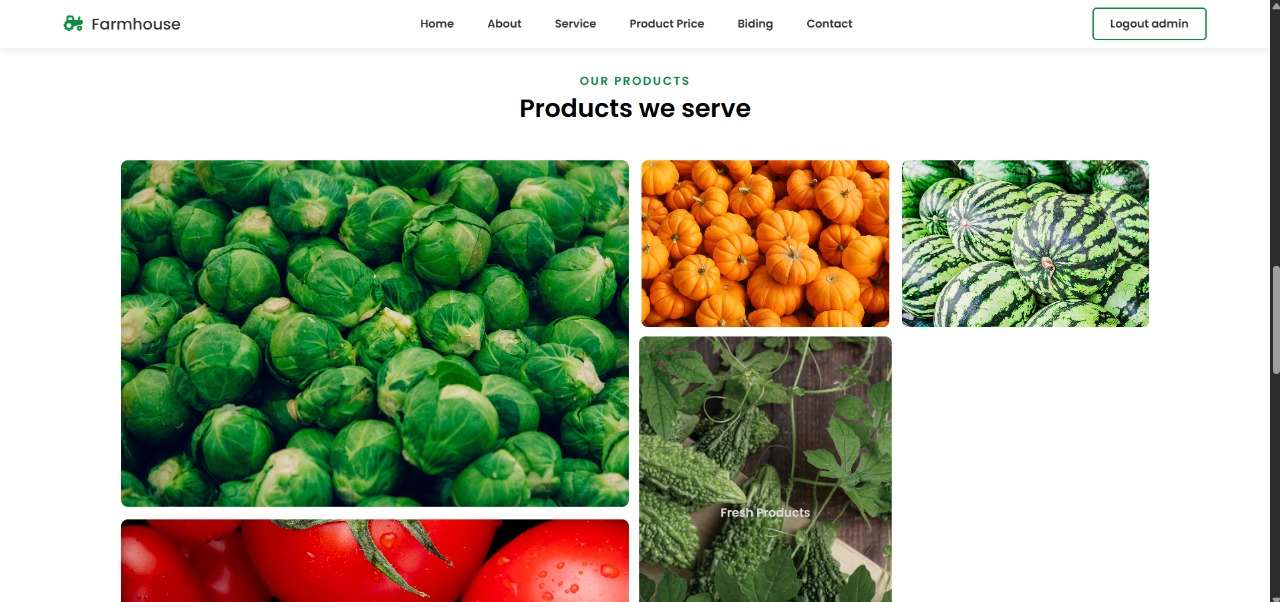 Farmhouse
Home About Service Product Price Biding Contact
Logout admin
OUR PRODUCTS
Products we serve
Fresh Products